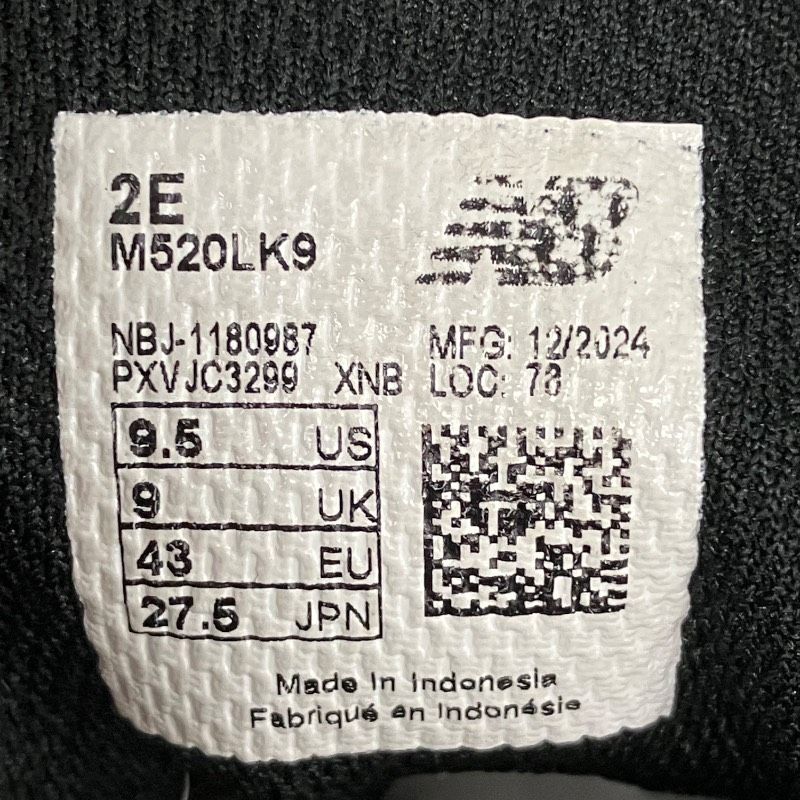 2E
M520LK9
NBJ-1180987
PXVJC3299 XNB
MFG: 12/2024
LOC: 78
9.5 US
9 UK
43 EU
27.5 JPN
Made In Indonesia
Fabriqué en Indonésie